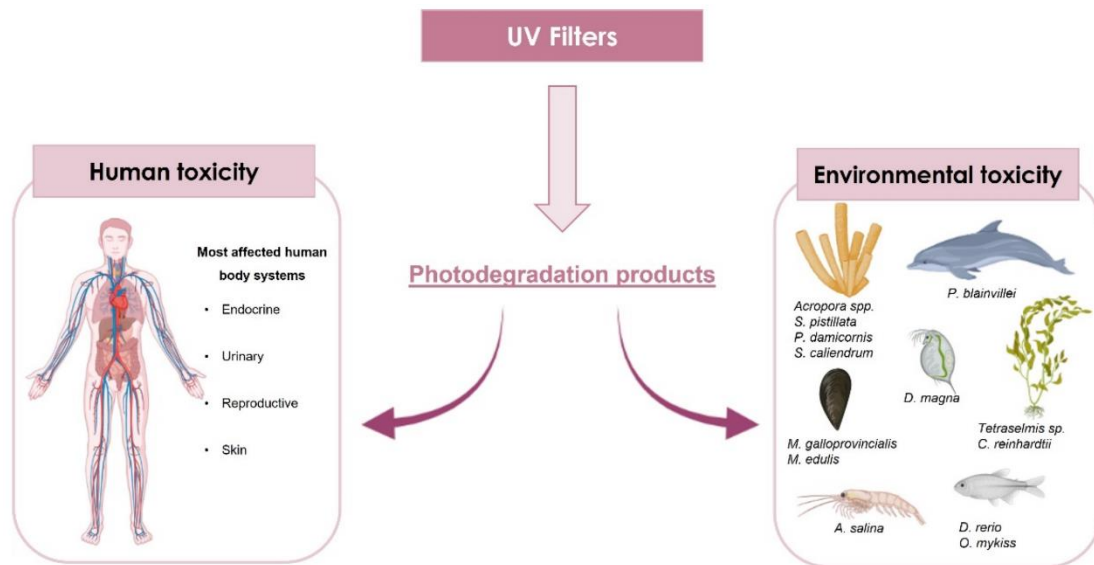 UV Filters
Human toxicity
Most affected human
body systems
• Endocrine
• Urinary
• Reproductive
• Skin
Photodegradation products
Environmental toxicity
Acropora spp.
S. pistillata
P. damicornis
S. caliendrum
P. blainvillei
D. magna
Tetraselmis sp.
C. reinhardtii
M. galloprovincialis
M. edulis
A. salina
D. rerio
O. mykiss